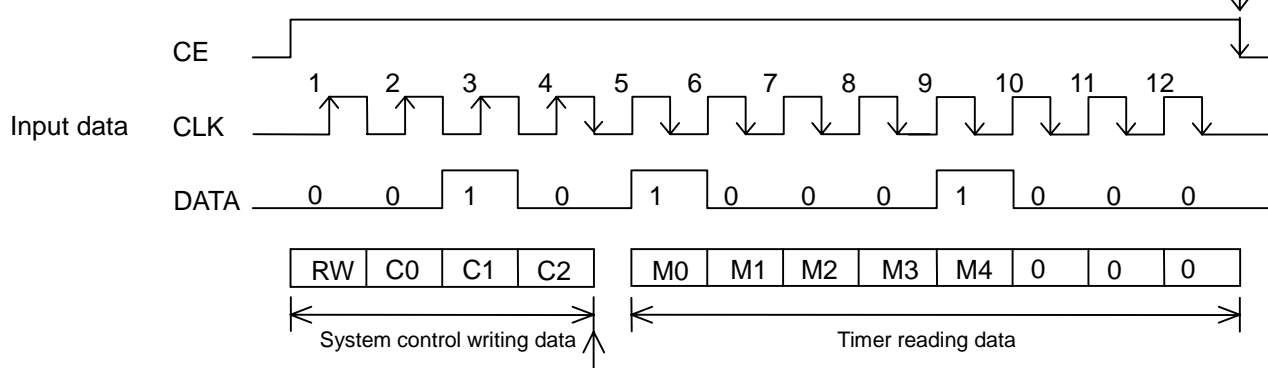 CE
1 2 3 4 5 6 7 8 9 10 11 12
Input data CLK
DATA 0 0 1 0 1 0 0 0 1 0 0 0
RW C0 C1 C2 M0 M1 M2 M3 M4 0 0 0
System control writing data Timer reading data